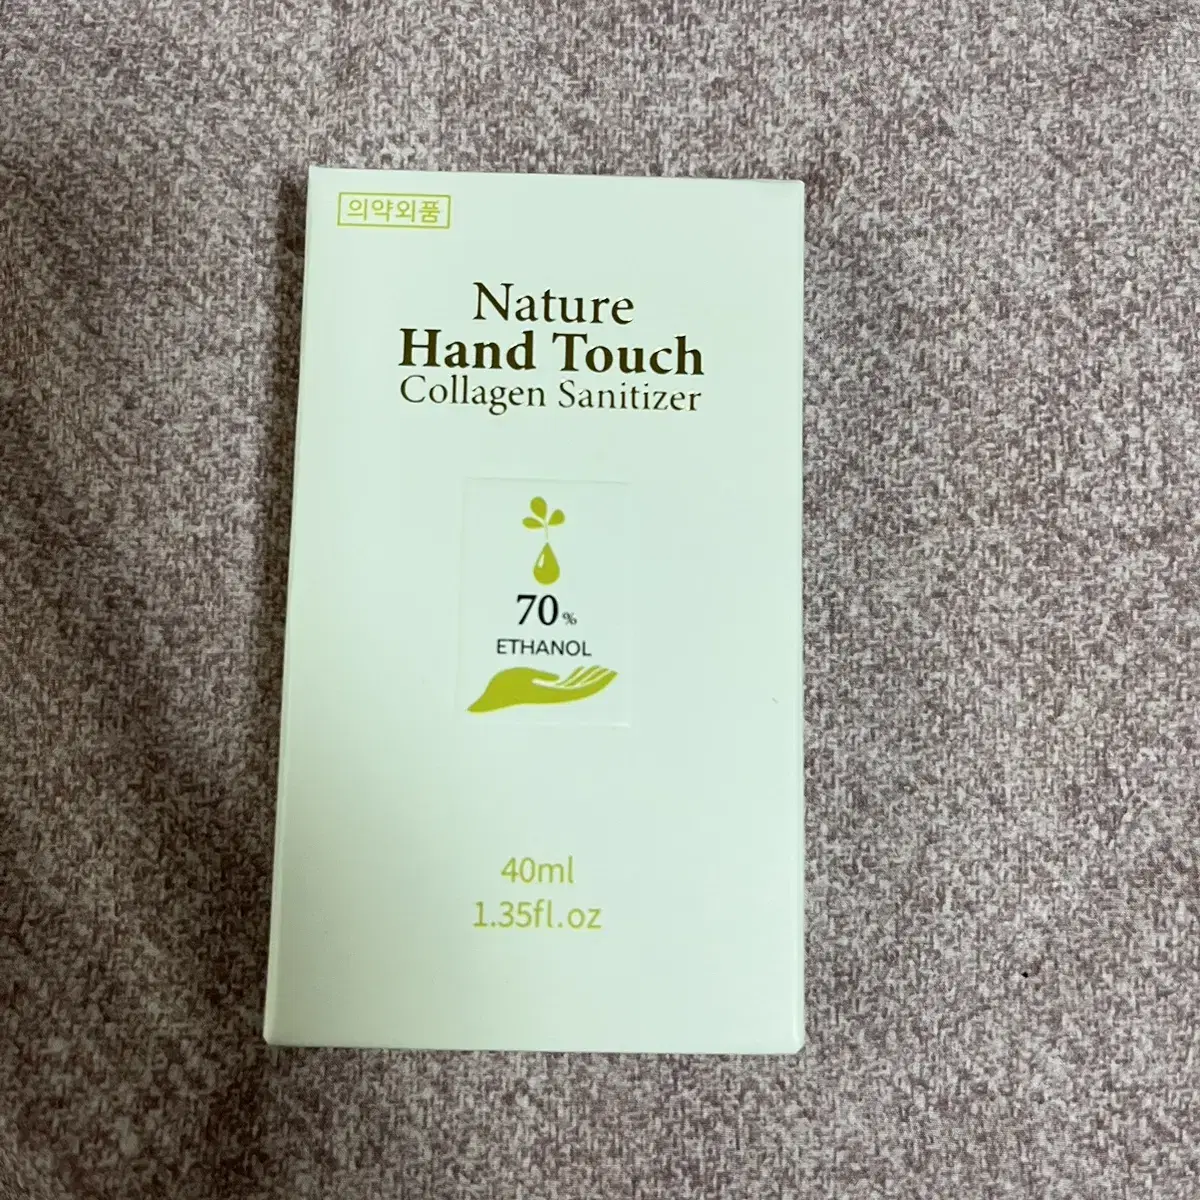 의약외품
Nature
Hand Touch
Collagen Sanitizer
70%
ETHANOL
40ml
1.35fl.oz